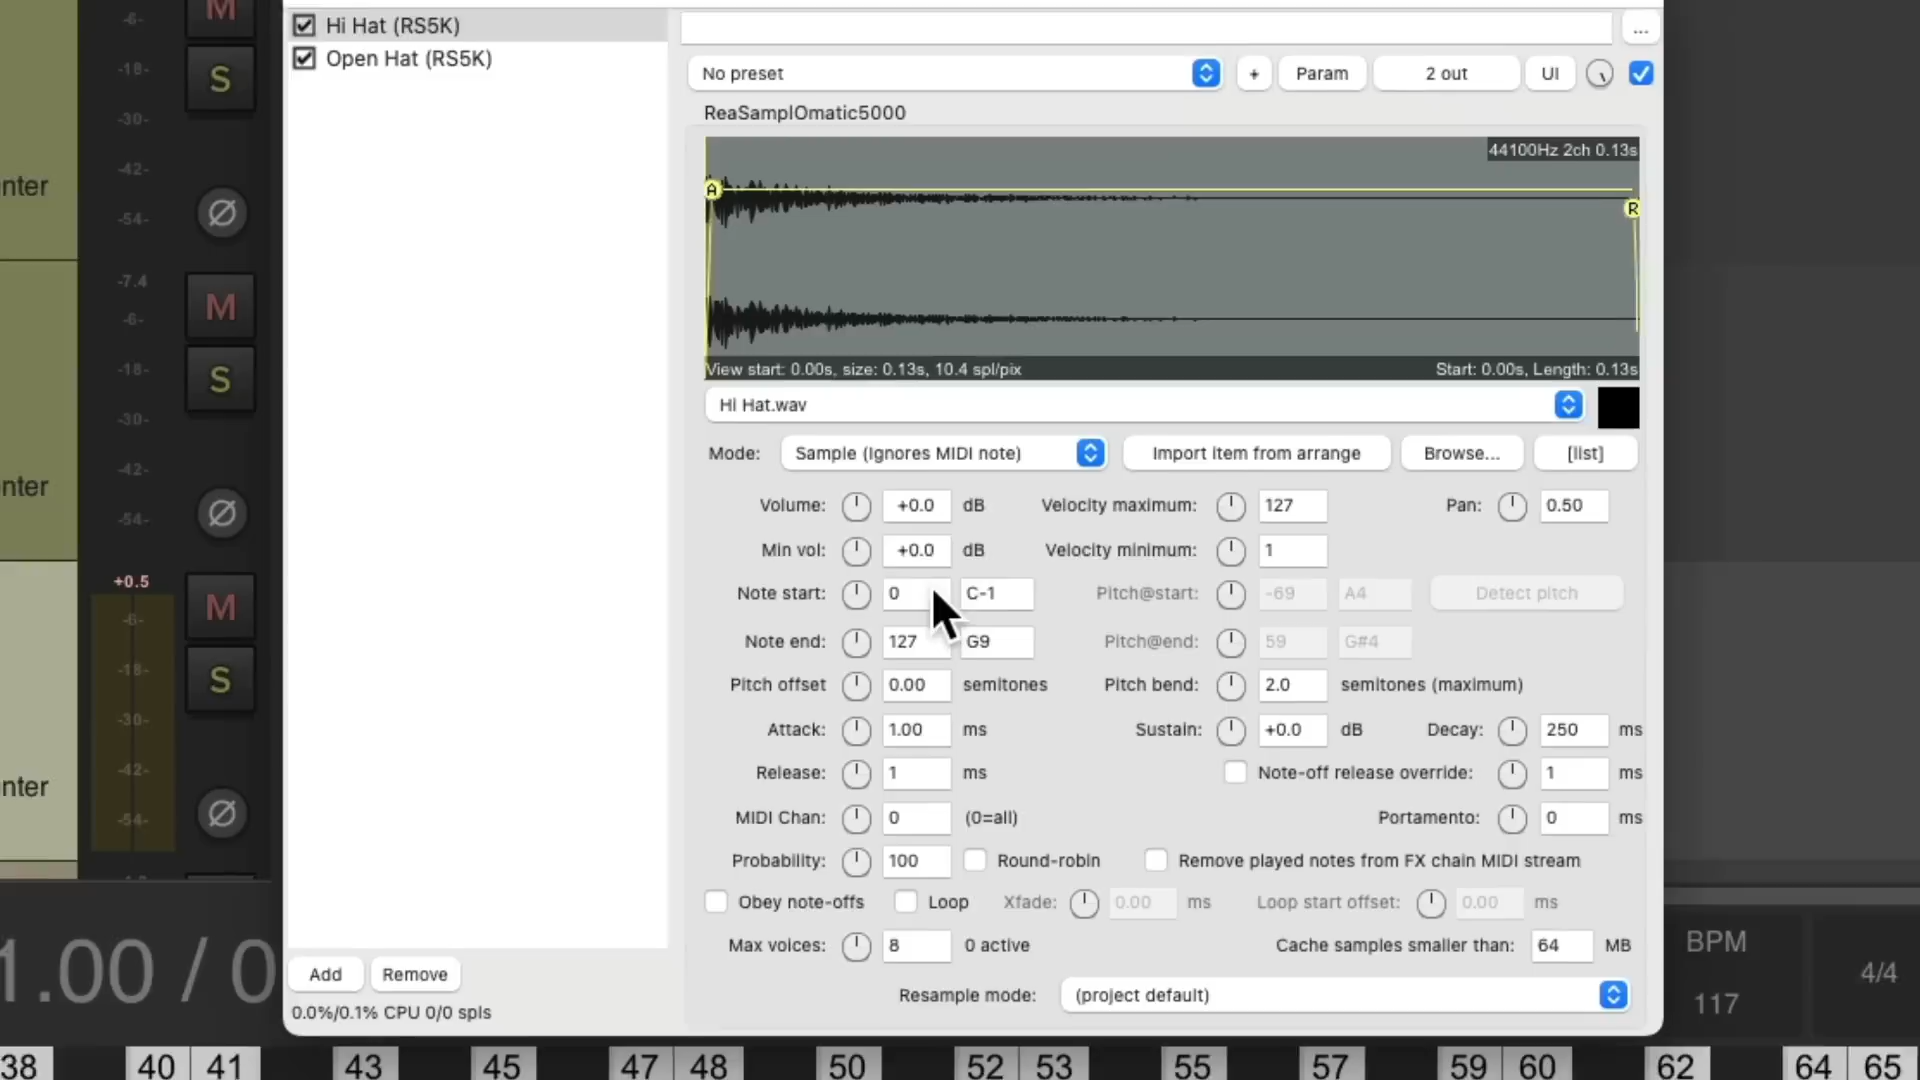 Hi Hat (RS5K)
Open Hat (RS5K)
...
No preset
+
Param
2 out
UI
ReaSamplOmatic5000
44100Hz 2ch 0.13s
A
R
View start: 0.00s, size: 0.13s, 10.4 spl/pix
Start: 0.00s, Length: 0.13s
Hi Hat.wav
Mode: Sample (Ignores MIDI note) Import item from arrange Browse... [list]
Volume: +0.0 dB Velocity maximum: 127 Pan: 0.50
Min vol: +0.0 dB Velocity minimum: 1
Note start: 0 C-1 Pitch@start: -69 A4 Detect pitch
Note end: 127 G9 Pitch@end: 59 G#4
Pitch offset 0.00 semitones Pitch bend: 2.0 semitones (maximum)
Attack: 1.00 ms Sustain: +0.0 dB Decay: 250 ms
Release: 1 ms Note-off release override: 1 ms
MIDI Chan: 0 (0=all) Portamento: 0 ms
Probability: 100 Round-robin Remove played notes from FX chain MIDI stream
Obey note-offs Loop Xfade: 0.00 ms Loop start offset: 0.00 ms
Max voices: 8 0 active Cache samples smaller than: 64 MB
Resample mode: (project default)
Add Remove
0.0%/0.1% CPU 0/0 spls
-6- M
-18- S
-30-
nter
-42-
-54- Ø
-7.4 M
-6-
-18- S
-30-
-42-
nter
-54- Ø
+0.5 M
-6-
-18- S
-30-
-42-
nter
-54- Ø
1.00 / 0
BPM
117
4/4
38 40 41 43 45 47 48 50 52 53 55 57 59 60 62 64 65